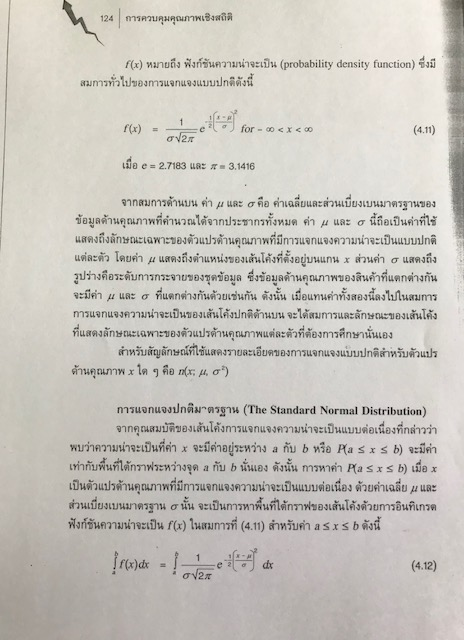 124 | การควบคุมคุณภาพเชิงสถิติ
f(x) หมายถึง ฟังก์ชันความน่าจะเป็น (probability density function) ซึ่งมี
สมการทั่วไปของการแจกแจงแบบปกติดังนี้
f(x) = \frac{1}{σ√2π} e^{-\frac{1}{2}\left(\frac{x-μ}{σ}\right)^2} for – ∞ < x < ∞ (4.11)
เมื่อ e = 2.7183 และ π = 3.1416
จากสมการด้านบน ค่า μ และ σ คือ ค่าเฉลี่ยและส่วนเบี่ยงเบนมาตรฐานของ
ข้อมูลด้านคุณภาพที่คำนวณได้จากประชากรทั้งหมด ค่า μ และ σ นี้ถือเป็นค่าที่ใช้
แสดงถึงลักษณะเฉพาะของตัวแปรด้านคุณภาพที่มีการแจกแจงความน่าจะเป็นแบบปกติ
แต่ละตัว โดยค่า μ แสดงถึงตำแหน่งของเส้นโค้งที่ตั้งอยู่บนแกน x ส่วนค่า σ แสดงถึง
รูปร่างคือระดับการกระจายของชุดข้อมูล ซึ่งข้อมูลด้านคุณภาพของสินค้าที่แตกต่างกัน
จะมีค่า μ และ σ ที่แตกต่างกันด้วยเช่นกัน ดังนั้น เมื่อแทนค่าทั้งสองนี้ลงไปในสมการ
การแจกแจงความน่าจะเป็นของเส้นโค้งปกติด้านบน จะได้สมการและลักษณะของเส้นโค้ง
ที่แสดงลักษณะเฉพาะของตัวแปรด้านคุณภาพแต่ละตัวที่ต้องการศึกษานั่นเอง
สำหรับสัญลักษณ์ที่ใช้แสดงรายละเอียดของการแจกแจงแบบปกติสำหรับตัวแปร
ด้านคุณภาพ x ใด ๆ คือ n(x; μ, σ²)
การแจกแจงปกติมาตรฐาน (The Standard Normal Distribution)
จากคุณสมบัติของเส้นโค้งการแจกแจงความน่าจะเป็นแบบต่อเนื่องที่กล่าวว่า
พบว่าความน่าจะเป็นที่ค่า x จะมีค่าอยู่ระหว่าง a กับ b หรือ P(a ≤ x ≤ b) จะมีค่า
เท่ากับพื้นที่ใต้กราฟระหว่างจุด a กับ b นั่นเอง ดังนั้น การหาค่า P(a ≤ x ≤ b) เมื่อ x
เป็นตัวแปรด้านคุณภาพที่มีการแจกแจงความน่าจะเป็นแบบต่อเนื่อง ด้วยค่าเฉลี่ย μ และ
ส่วนเบี่ยงเบนมาตรฐาน σ นั้น จะเป็นการหาพื้นที่ใต้กราฟของเส้นโค้งด้วยการอินทิเกรต
ฟังก์ชันความน่าจะเป็น f(x) ในสมการที่ (4.11) สำหรับค่า a ≤ x ≤ b ดังนี้
\int_{a}^{b} f(x)dx = \int_{a}^{b} \frac{1}{σ√2π} e^{-\frac{1}{2}\left(\frac{x-μ}{σ}\right)^2} dx (4.12)